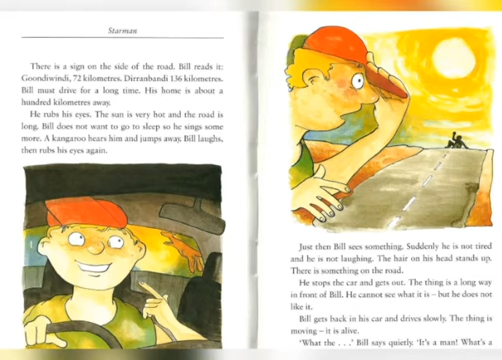 Starman
There is a sign on the side of the road. Bill reads it:
Goondiwindi, 72 kilometres. Dirranbandi 136 kilometres.
Bill must drive for a long time. His home is about a
hundred kilometres away.
He rubs his eyes. The sun is very hot and the road is
long. Bill does not want to go to sleep so he sings some
more. A kangaroo hears him and jumps away. Bill laughs,
then rubs his eyes again.
Just then Bill sees something. Suddenly he is not tired
and he is not laughing. The hair on his head stands up.
There is something on the road.
He stops the car and gets out. The thing is a long way
in front of Bill. He cannot see what it is – but he does not
like it.
Bill gets back in his car and drives slowly. The thing is
moving – it is alive.
'What the . . .' Bill says quietly. 'It's a man! What's a